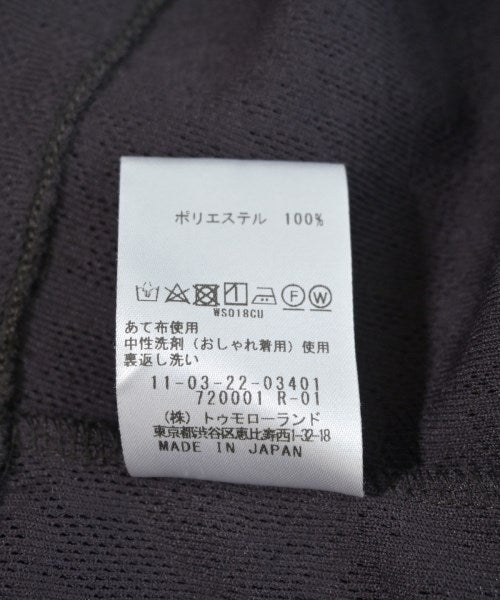 ポリエステル 100%
F W
WS018CU
あて布使用
中性洗剤（おしゃれ着用）使用
裏返し洗い
11-03-22-03401
720001 R-01
（株）トゥモローランド
東京都渋谷区恵比寿西1-32-18
MADE IN JAPAN